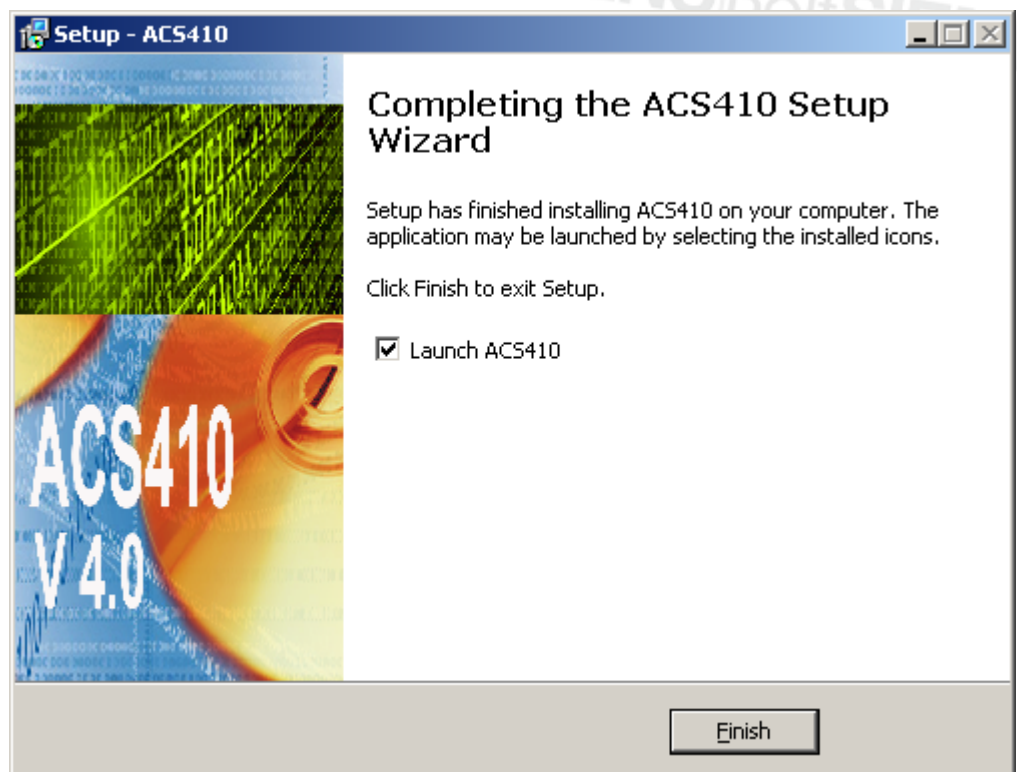 Setup - ACS410
Completing the ACS410 Setup
Wizard
Setup has finished installing ACS410 on your computer. The
application may be launched by selecting the installed icons.
Click Finish to exit Setup.
Launch ACS410
ACS410
V 4.0
Finish